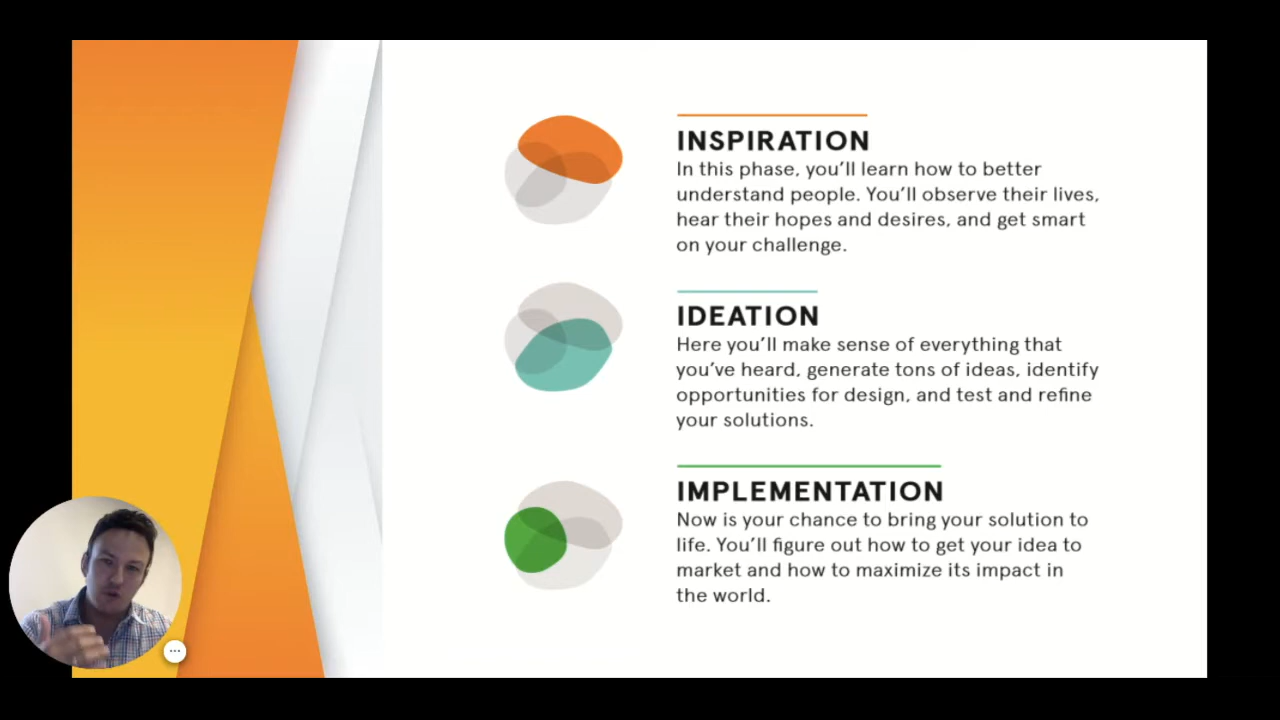 INSPIRATION
In this phase, you’ll learn how to better
understand people. You’ll observe their lives,
hear their hopes and desires, and get smart
on your challenge.
IDEATION
Here you’ll make sense of everything that
you’ve heard, generate tons of ideas, identify
opportunities for design, and test and refine
your solutions.
IMPLEMENTATION
Now is your chance to bring your solution to
life. You’ll figure out how to get your idea to
market and how to maximize its impact in
the world.